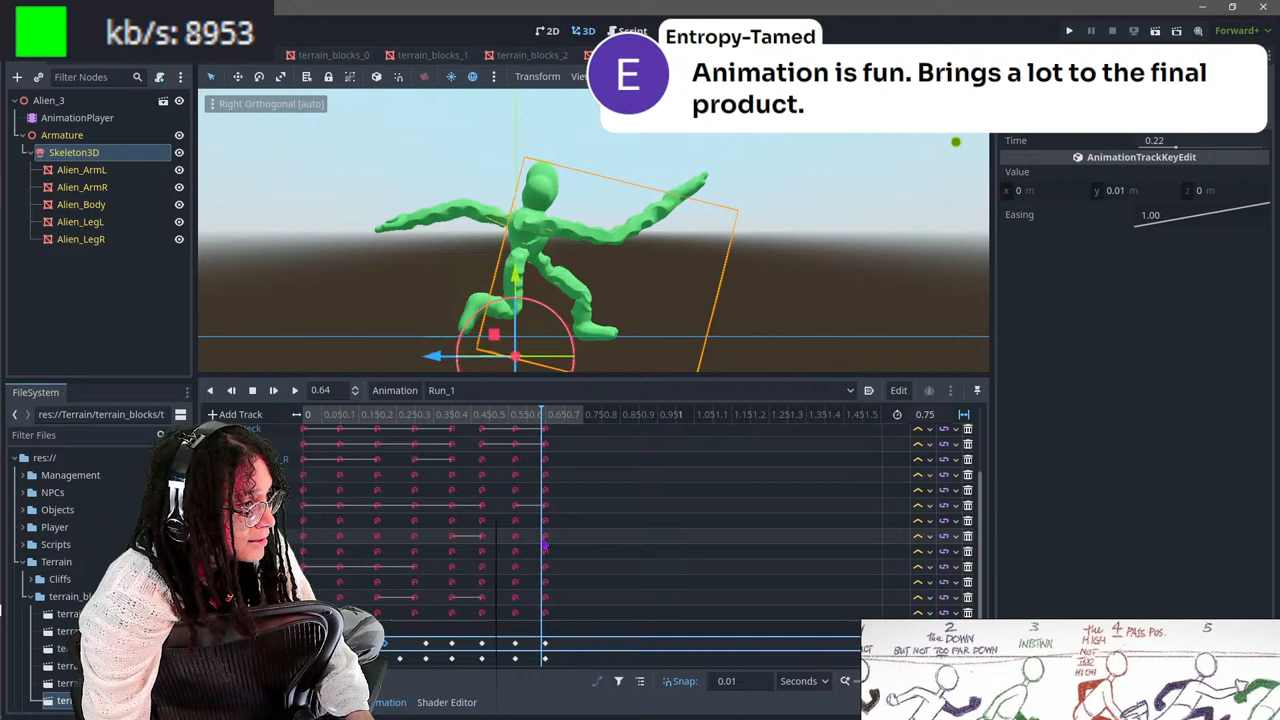 kb/s: 8953
2D
3D
Script
Forward+
Entropy-Tamed
E
Animation is fun. Brings a lot to the final
product.
terrain_blocks_0
terrain_blocks_1
terrain_blocks_2
Filter Nodes
Transform
Alien_3
AnimationPlayer
Armature
Skeleton3D
Alien_ArmL
Alien_ArmR
Alien_Body
Alien_LegL
Alien_LegR
Right Orthogonal [auto]
Time
0.22
AnimationTrackKeyEdit
Value
x 0 m
y 0.01 m
z 0 m
Easing
1.00
FileSystem
res://Terrain/terrain_blocks/t
Filter Files
res://
Management
NPCs
Objects
Player
Scripts
Terrain
Cliffs
0.64
Animation
Run_1
Edit
Add Track
0.75
Snap:
0.01
Seconds
Shader Editor
2
the DOWN
BUT NOT TOO FAR DOWN
3
INBTWN
the
HIGH
4 PASS POS.
5